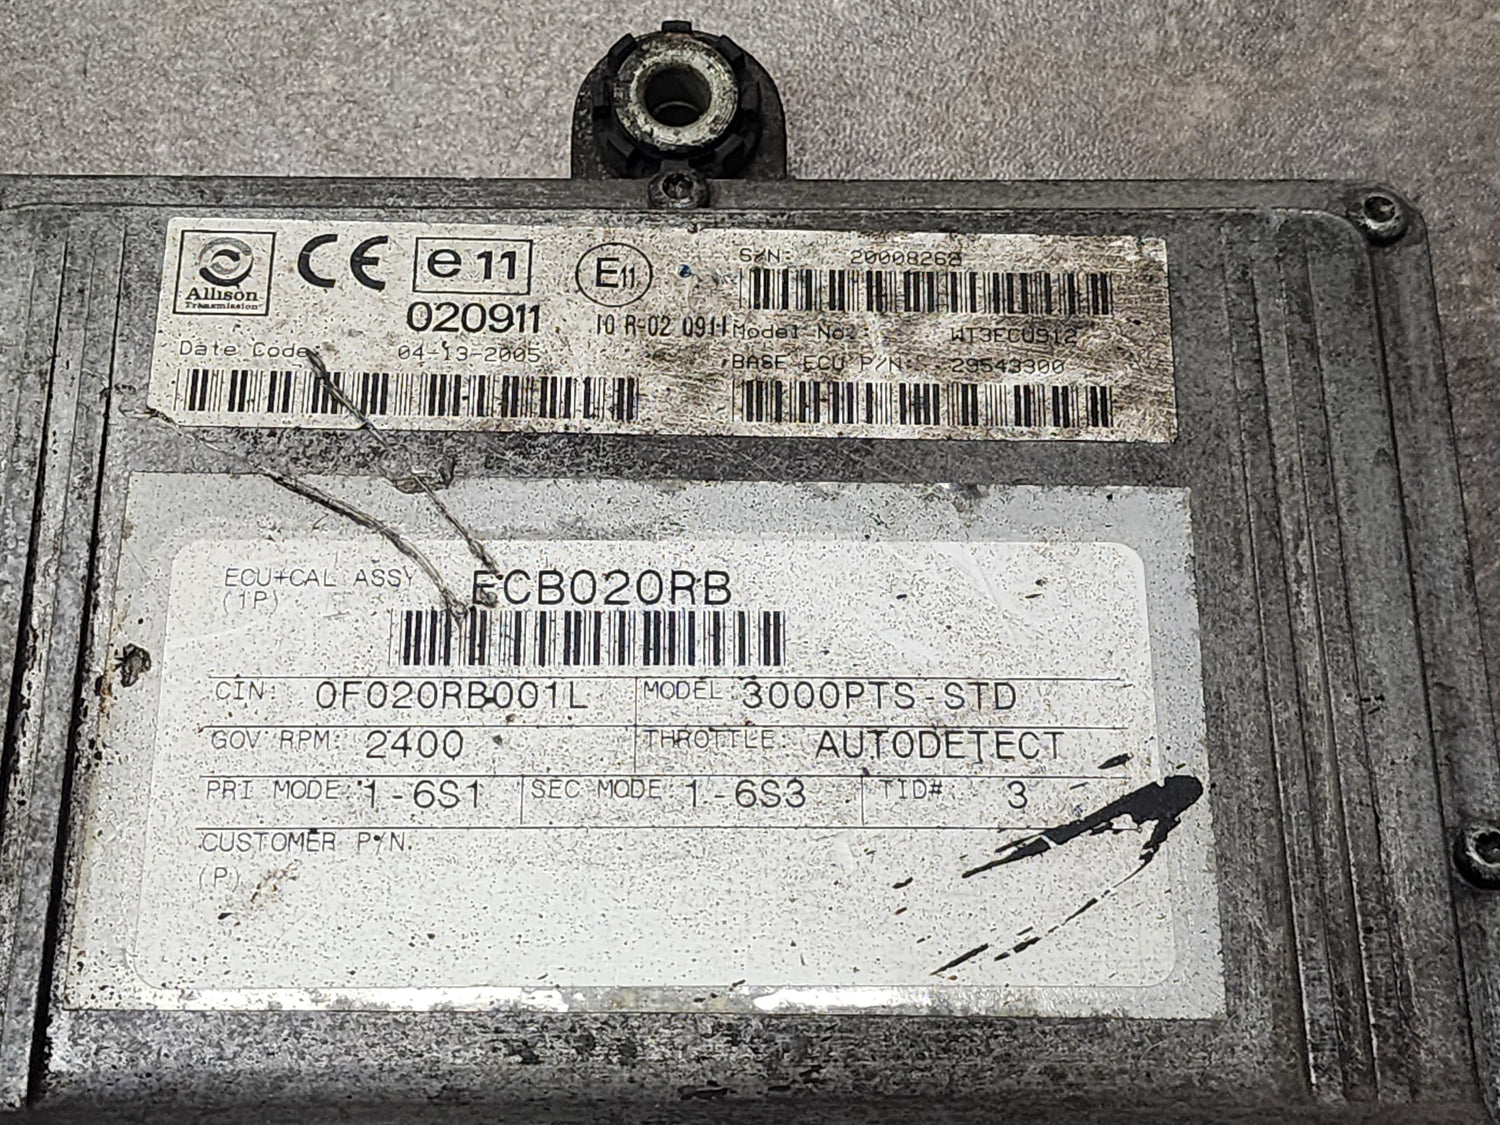 Allison
Transmission
CE
e11
020911
E11
10 R-02 0911
S/N: 20008268
Model No.: WT3ECU912
BASE ECU P/N: 29543300
Date Code: 04-13-2005
ECU+CAL ASSY ECB020RB
(1P)
CIN: 0F020RB001L MODEL: 3000PTS-STD
GOV RPM: 2400 THROTTLE: AUTODETECT
PRI MODE: 1-6S1 SEC MODE: 1-6S3 TID# 3
CUSTOMER P/N.
(P)